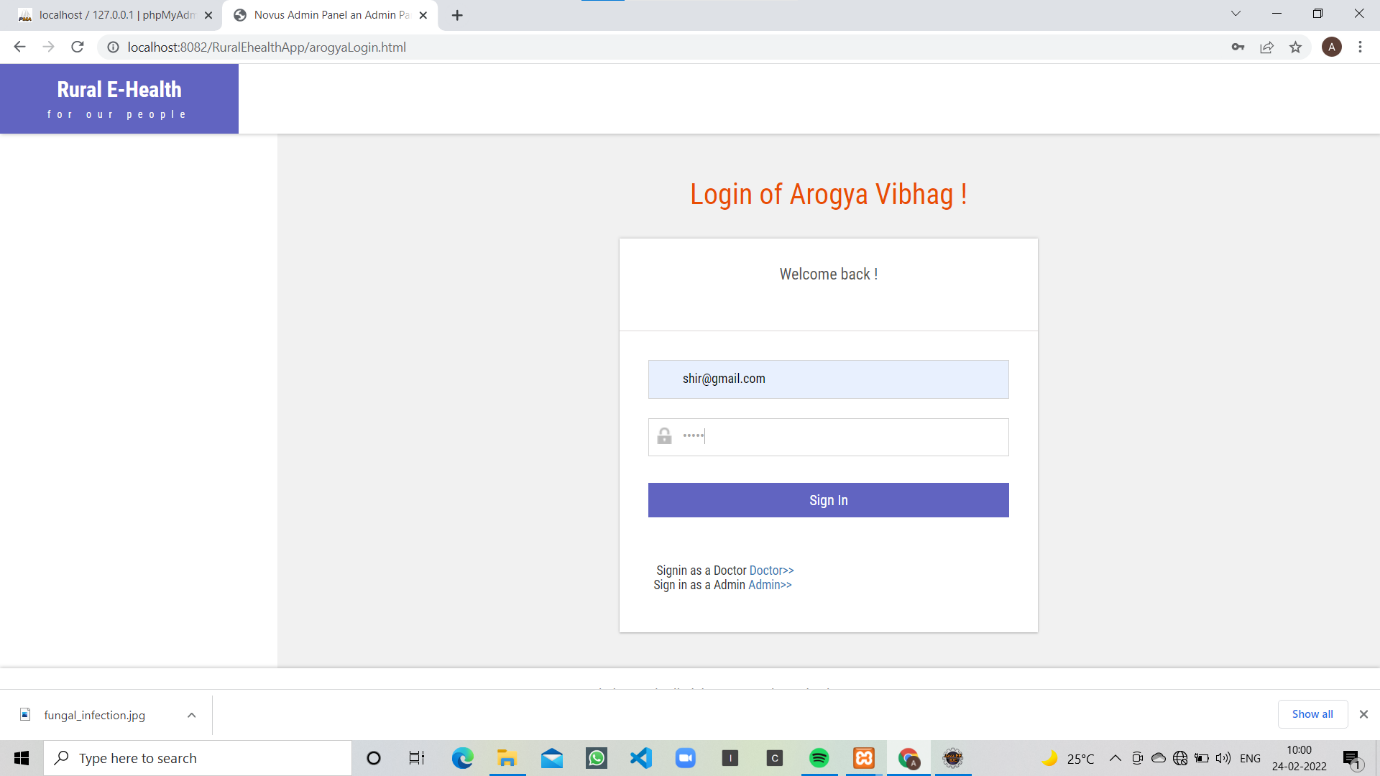 localhost / 127.0.0.1 | phpMyAdn
Novus Admin Panel an Admin Pa
localhost:8082/RuralEhealthApp/arogyaLogin.html
A
Rural E-Health
for our people
Login of Arogya Vibhag !
Welcome back !
shir@gmail.com
•••••
Sign In
Signin as a Doctor Doctor>>
Sign in as a Admin Admin>>
fungal_infection.jpg
Show all
Type here to search
I
C
25°C
ENG
10:00
24-02-2022
1